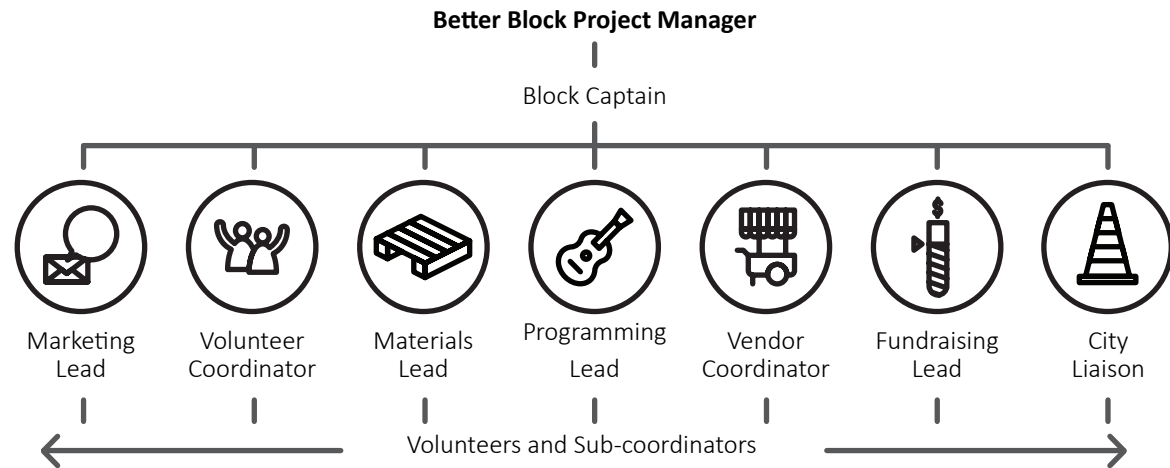 Better Block Project Manager
Block Captain
$
Marketing
Lead
Volunteer
Coordinator
Materials
Lead
Programming
Lead
Vendor
Coordinator
Fundraising
Lead
City
Liaison
Volunteers and Sub-coordinators